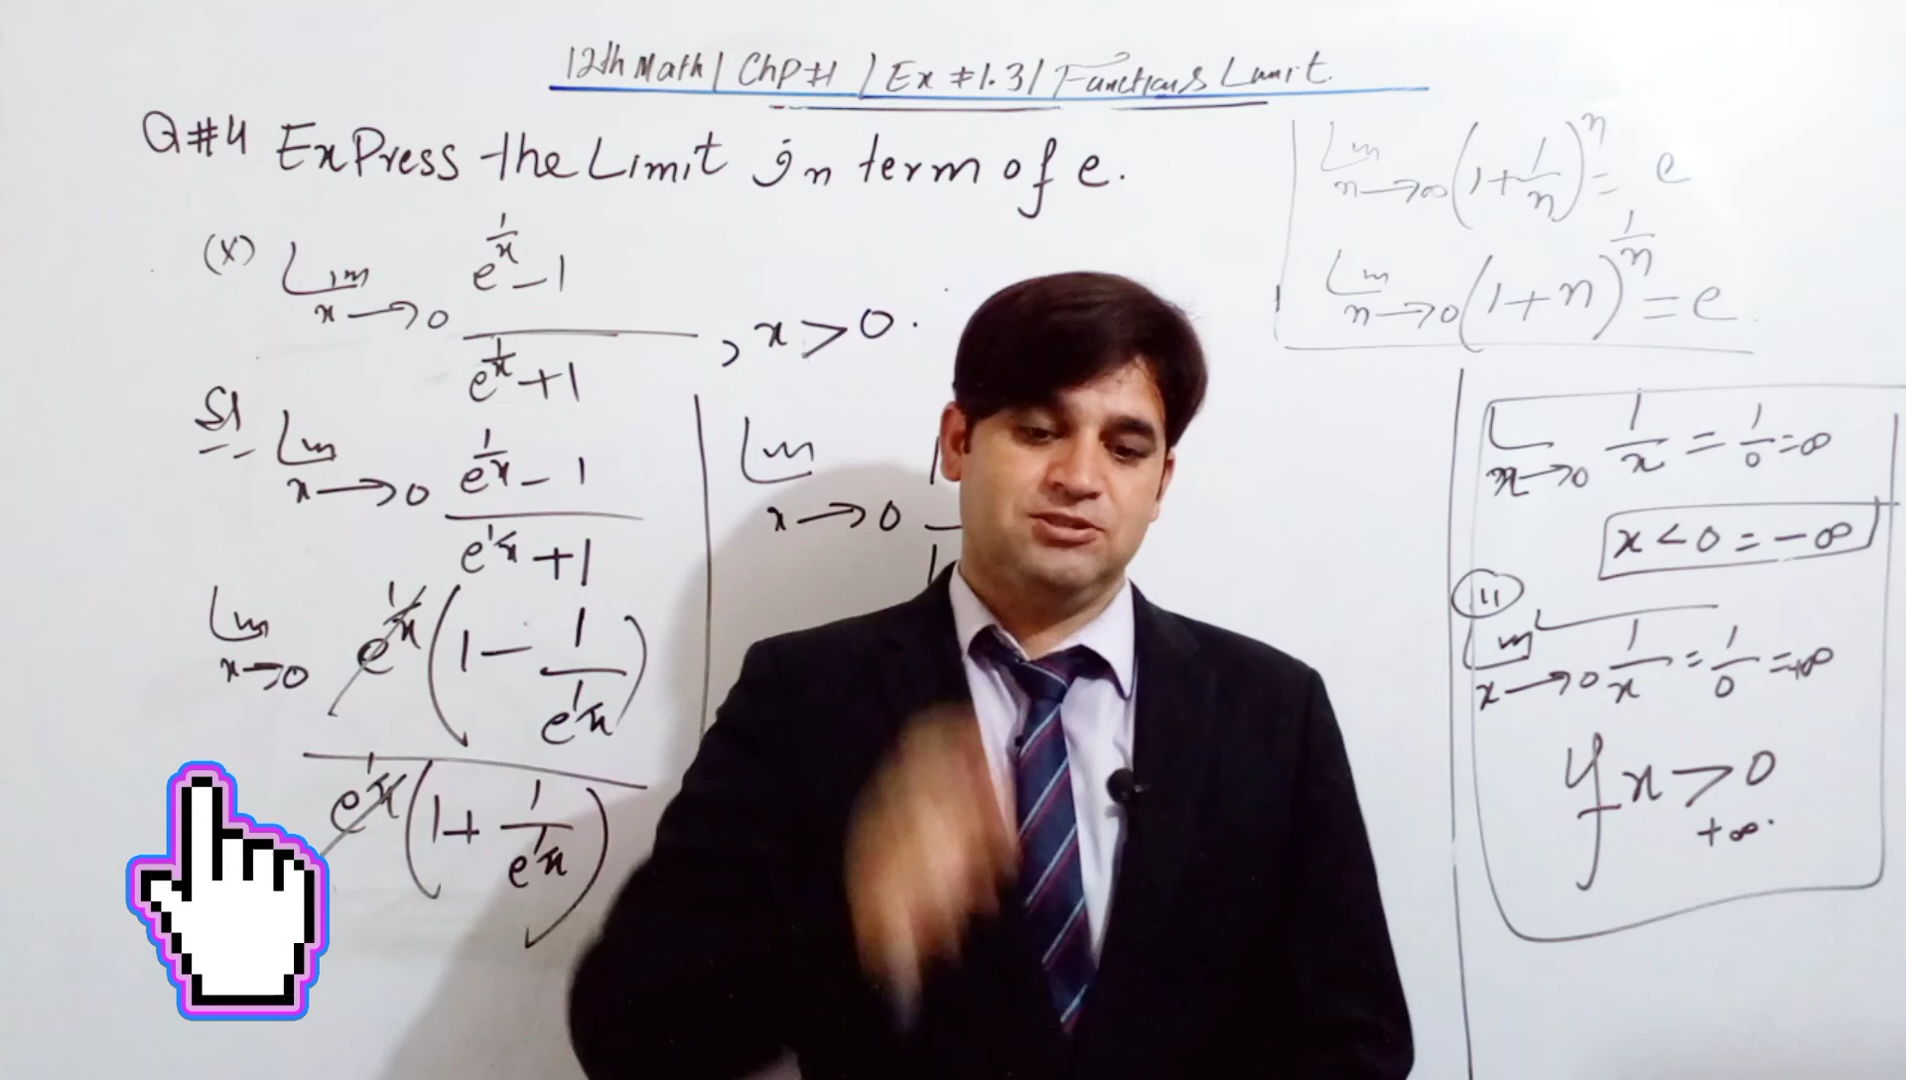 12th Math / Chp #1 / Ex #1.3 / Functions Limit.
Q#4 ExPress the Limit in term of e.
(x) Lim x→0 (e^(1/x) - 1) / (e^(1/x) + 1) , x > 0.
Sl Lim x→0 (e^(1/x) - 1) / (e^(1/x) + 1)
Lim x→0 e^(1/x) (1 - 1/e^(1/x)) / e^(1/x) (1 + 1/e^(1/x))
Lim x→0
Lim n→∞ (1 + 1/n)^n = e
Lim n→0 (1 + n)^(1/n) = e
L x→0 1/x = 1/0 = ∞
x < 0 = -∞
(11)
Lim x→0 1/x = 1/0 = +∞
if x > 0
+∞.